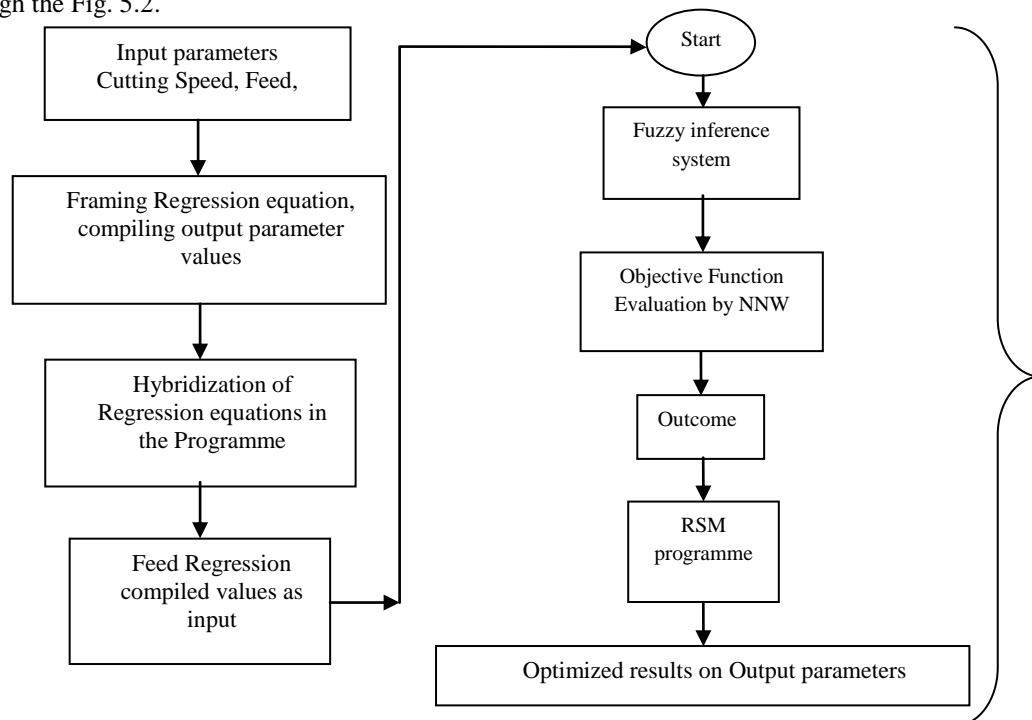 gh the Fig. 5.2.
Input parameters
Cutting Speed, Feed,
Framing Regression equation,
compiling output parameter
values
Hybridization of
Regression equations in
the Programme
Feed Regression
compiled values as
input
Start
Fuzzy inference
system
Objective Function
Evaluation by NNW
Outcome
RSM
programme
Optimized results on Output parameters